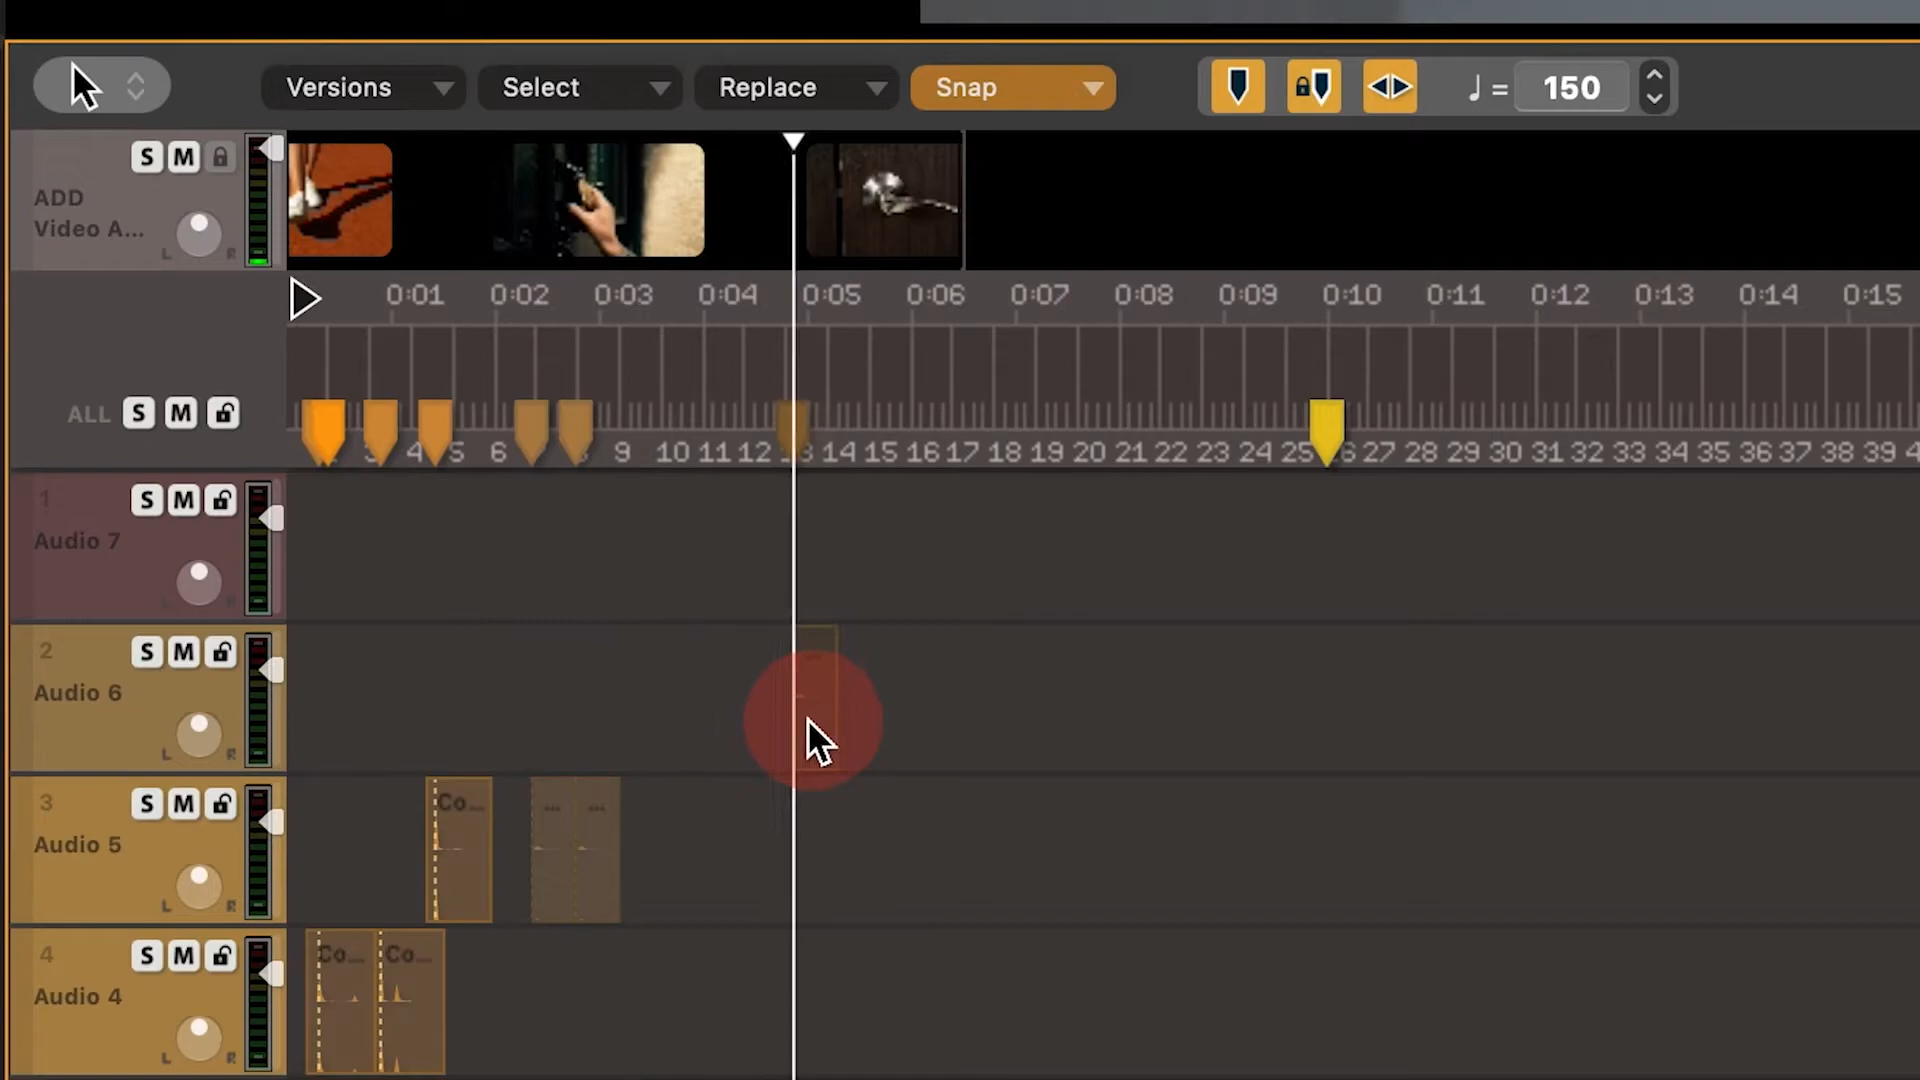 Versions Select Replace Snap ♩ = 150
S M
ADD
Video A...
L R
0:01 0:02 0:03 0:04 0:05 0:06 0:07 0:08 0:09 0:10 0:11 0:12 0:13 0:14 0:15
ALL S M
4 5 6 9 10 11 12 14 15 16 17 18 19 20 21 22 23 24 25 27 28 29 30 31 32 33 34 35 36 37 38 39 4
1 S M
Audio 7
L R
2 S M
Audio 6
L R
3 S M
Co... ... ...
Audio 5
L R
4 S M
Co... Co...
Audio 4
L R